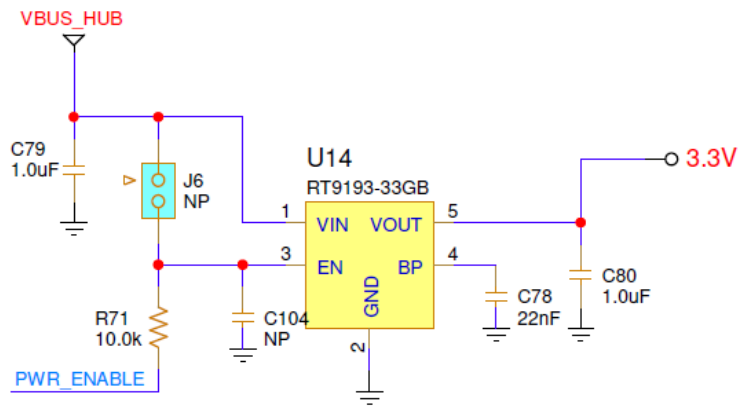 VBUS_HUB
C79
1.0uF
J6
NP
U14
RT9193-33GB
1
VIN
VOUT
5
3.3V
3
EN
BP
4
GND
2
C80
1.0uF
C78
22nF
R71
10.0k
C104
NP
PWR_ENABLE